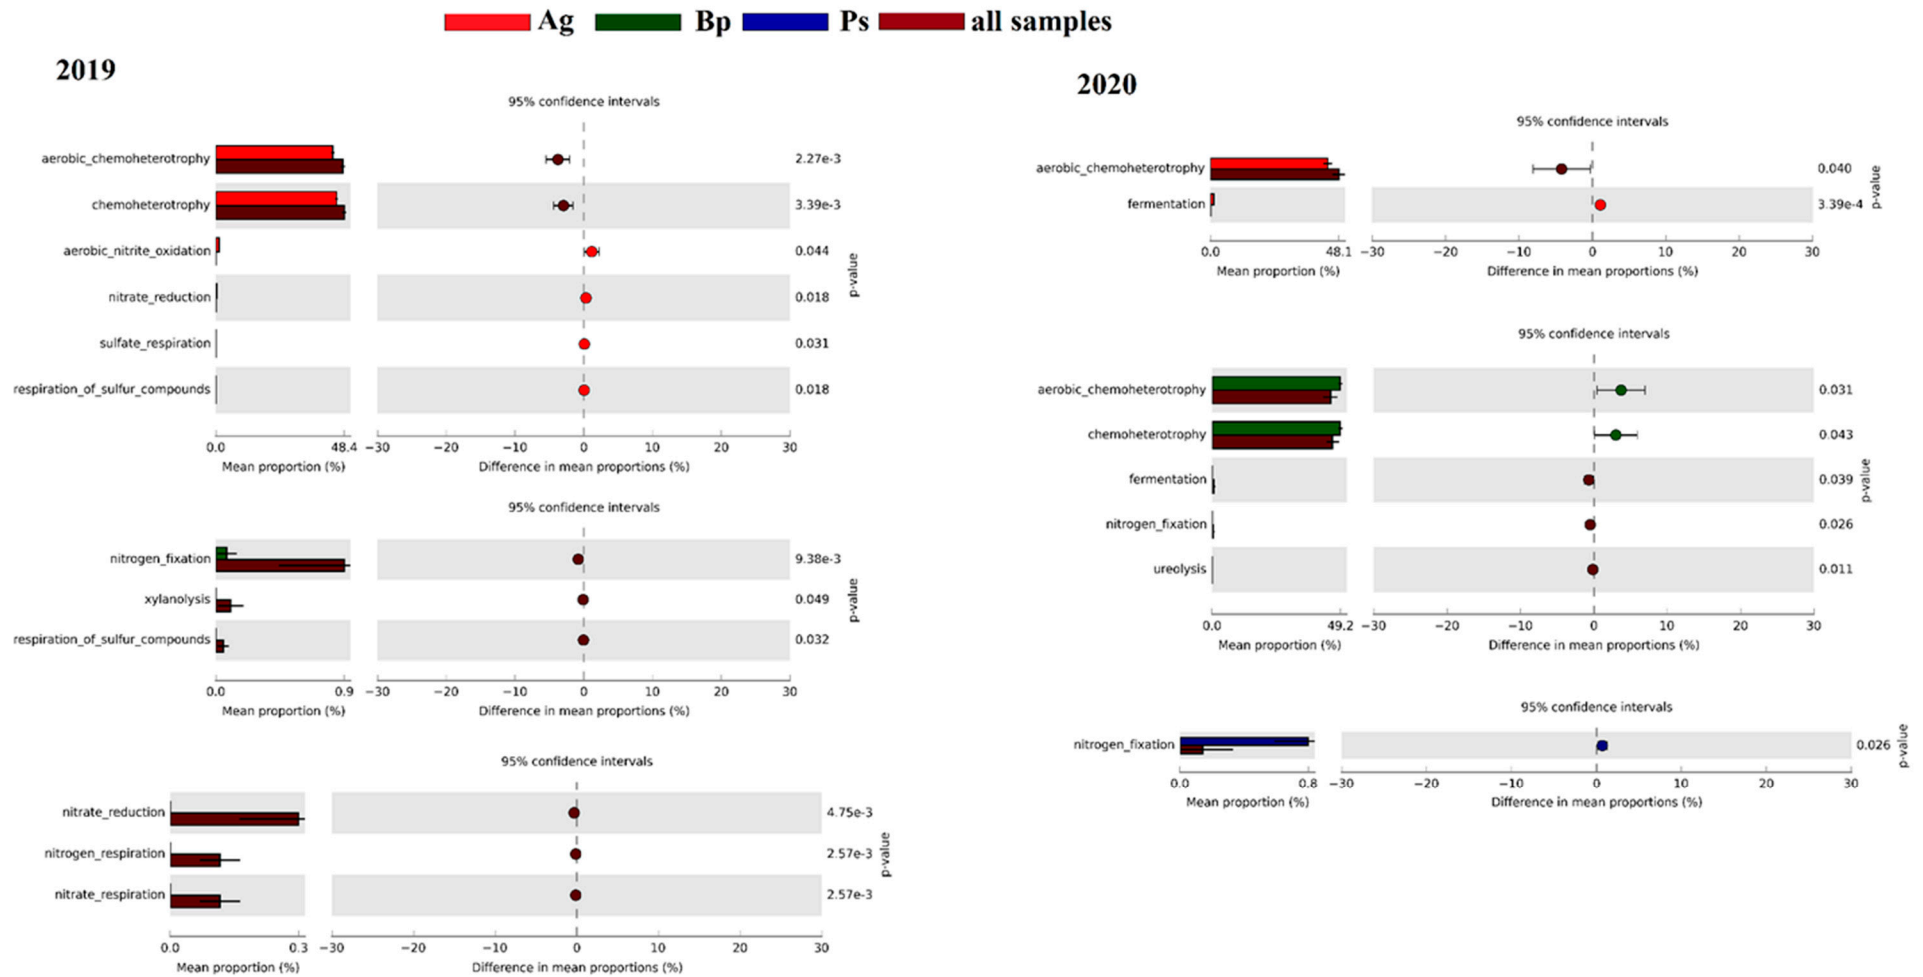 Ag Bp Ps all samples
2019
95% confidence intervals
aerobic_chemoheterotrophy 2.27e-3
chemoheterotrophy 3.39e-3
aerobic_nitrite_oxidation 0.044
nitrate_reduction 0.018
sulfate_respiration 0.031
respiration_of_sulfur_compounds 0.018
p-value
0.0 48.4 −30 −20 −10 0 10 20 30
Mean proportion (%) Difference in mean proportions (%)
95% confidence intervals
nitrogen_fixation 9.38e-3
xylanolysis 0.049
respiration_of_sulfur_compounds 0.032
p-value
0.0 0.9 −30 −20 −10 0 10 20 30
Mean proportion (%) Difference in mean proportions (%)
95% confidence intervals
nitrate_reduction 4.75e-3
nitrogen_respiration 2.57e-3
nitrate_respiration 2.57e-3
p-value
0.0 0.3 −30 −20 −10 0 10 20 30
Mean proportion (%) Difference in mean proportions (%)
2020
95% confidence intervals
aerobic_chemoheterotrophy 0.040
fermentation 3.39e-4
p-value
0.0 48.1 −30 −20 −10 0 10 20 30
Mean proportion (%) Difference in mean proportions (%)
95% confidence intervals
aerobic_chemoheterotrophy 0.031
chemoheterotrophy 0.043
fermentation 0.039
nitrogen_fixation 0.026
ureolysis 0.011
p-value
0.0 49.2 −30 −20 −10 0 10 20 30
Mean proportion (%) Difference in mean proportions (%)
95% confidence intervals
nitrogen_fixation 0.026
p-value
0.0 0.8 −30 −20 −10 0 10 20 30
Mean proportion (%) Difference in mean proportions (%)